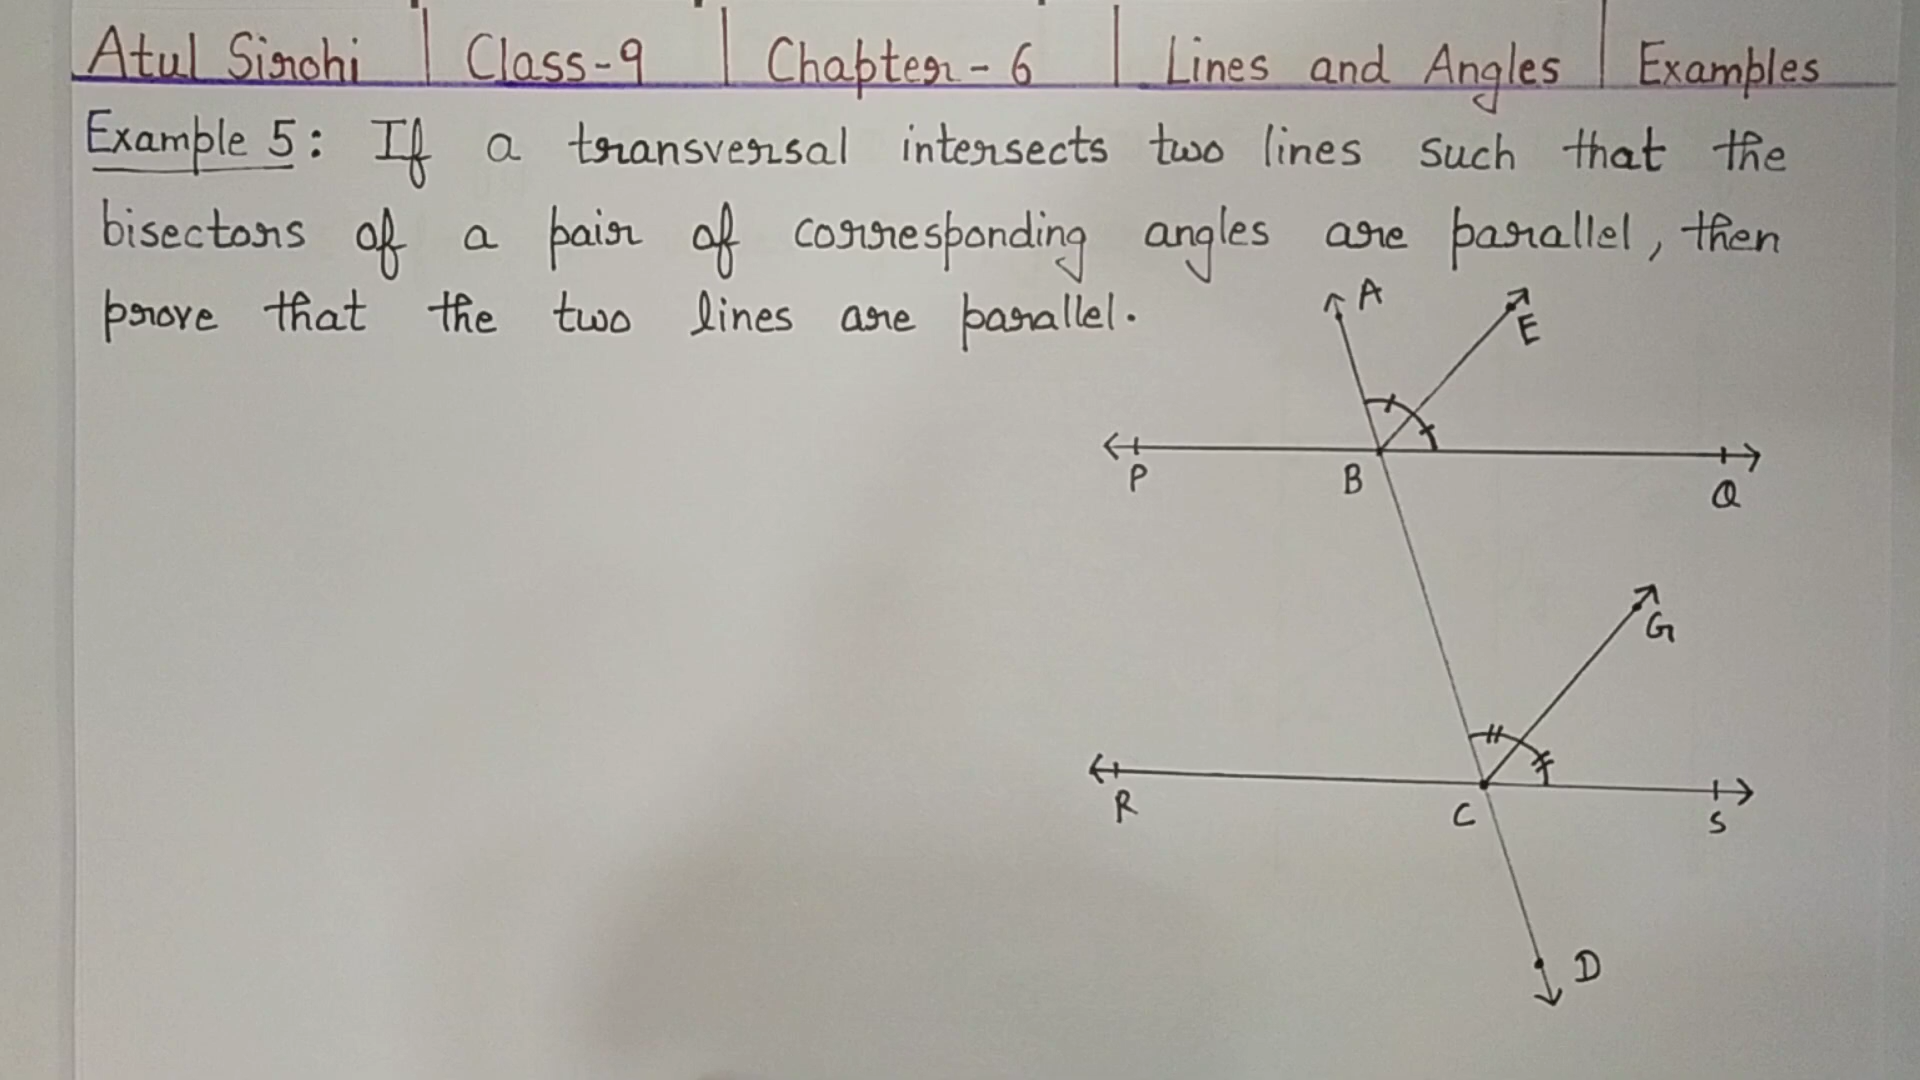 Atul Sirohi | Class-9 | Chapter-6 | Lines and Angles | Examples
Example 5: If a transversal intersects two lines such that the
bisectors of a pair of corresponding angles are parallel, then
prove that the two lines are parallel.
A
E
P
B
Q
G
R
C
S
D